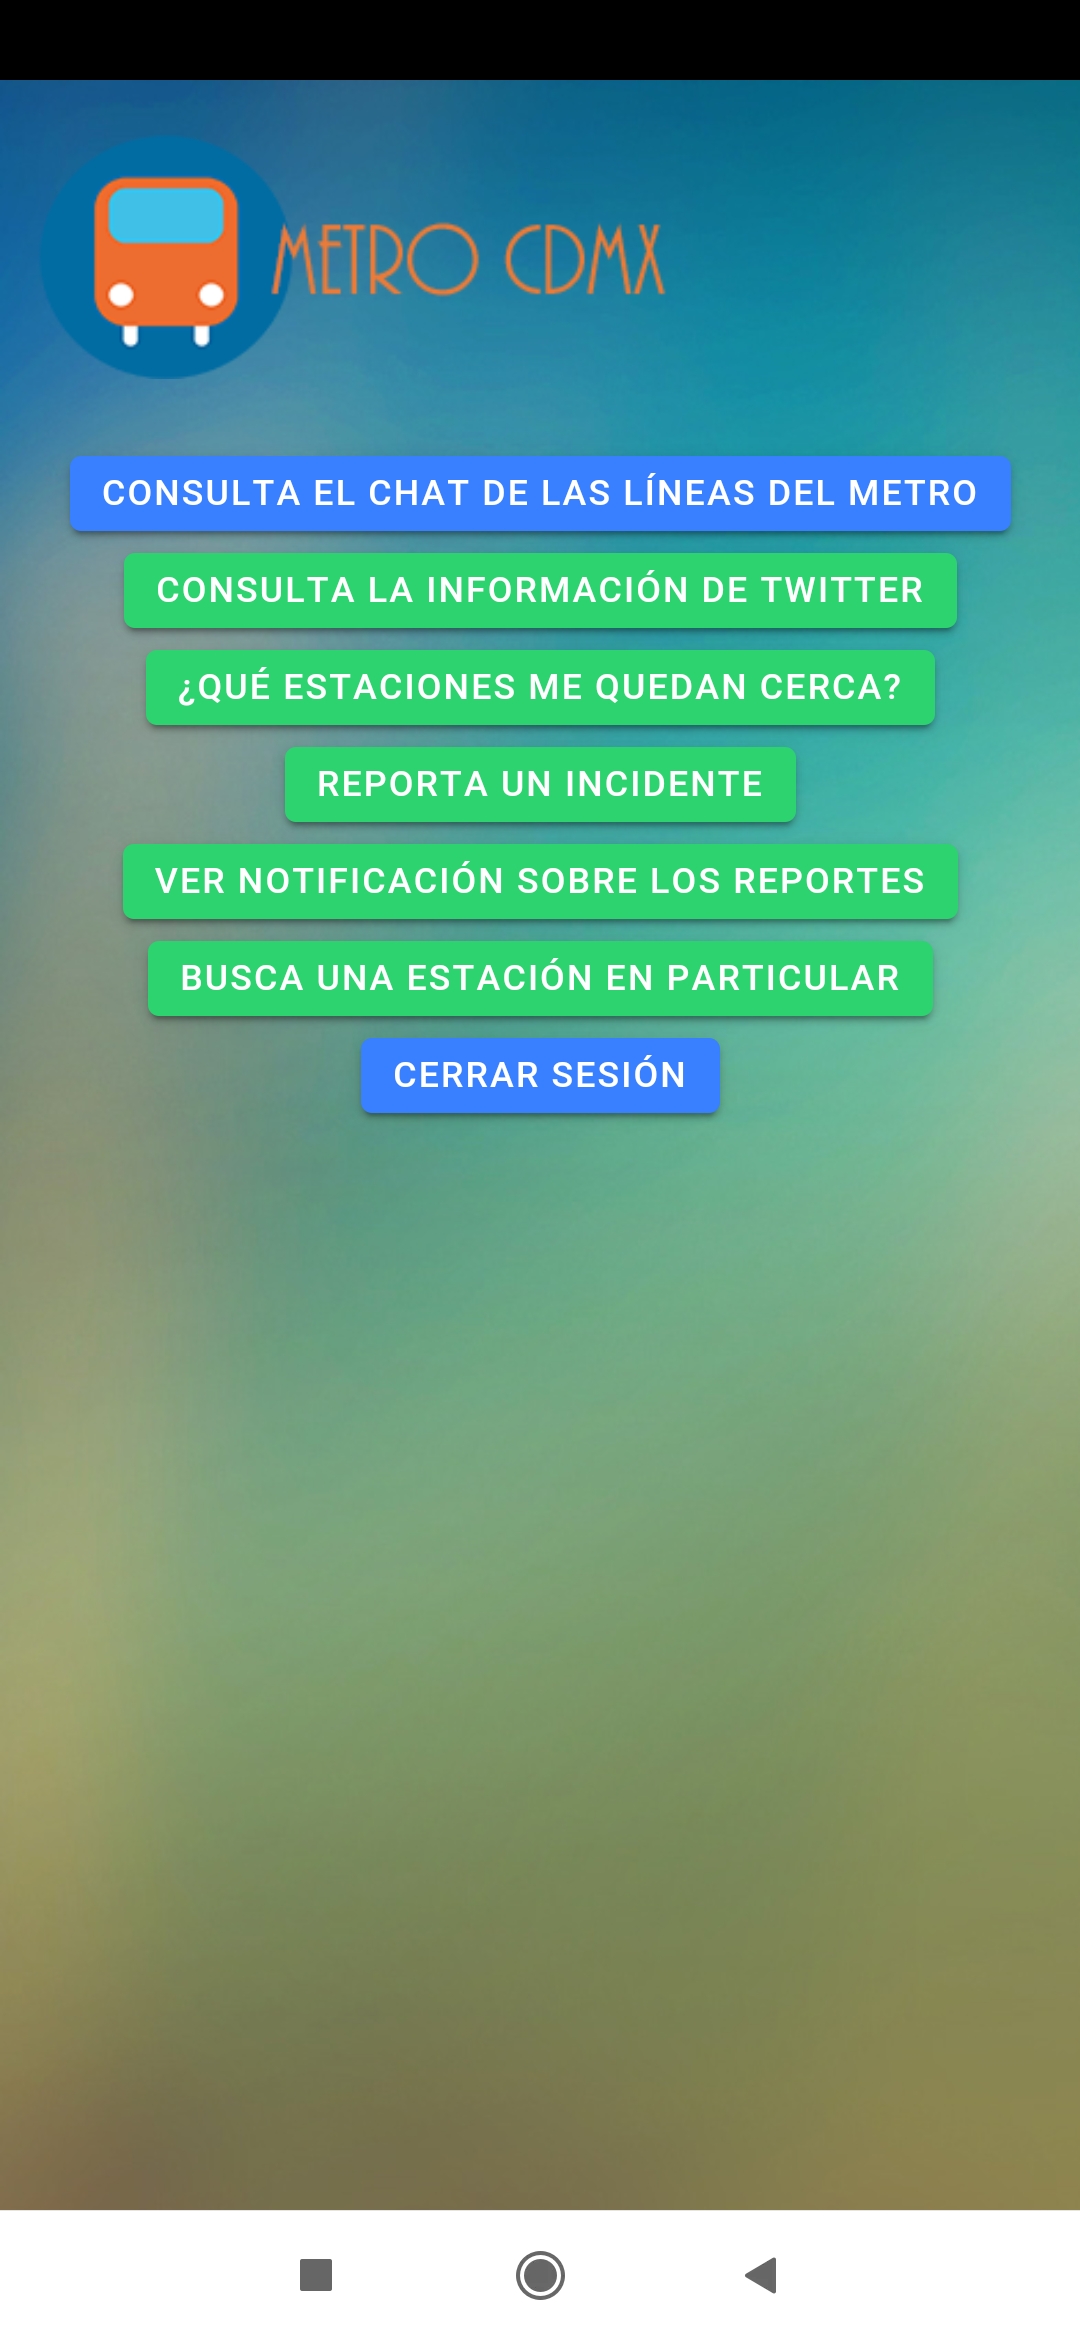 METRO CDMX
CONSULTA EL CHAT DE LAS LÍNEAS DEL METRO
CONSULTA LA INFORMACIÓN DE TWITTER
¿QUÉ ESTACIONES ME QUEDAN CERCA?
REPORTA UN INCIDENTE
VER NOTIFICACIÓN SOBRE LOS REPORTES
BUSCA UNA ESTACIÓN EN PARTICULAR
CERRAR SESIÓN